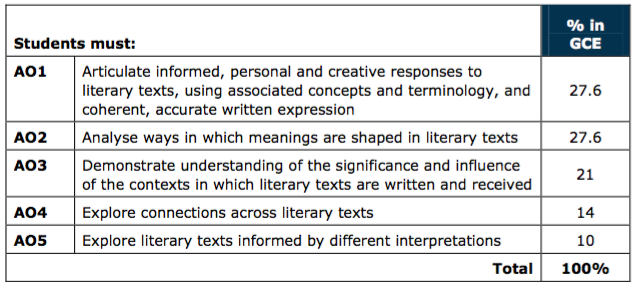 % in
Students must: GCE
AO1 Articulate informed, personal and creative responses to
literary texts, using associated concepts and terminology, and 27.6
coherent, accurate written expression
AO2 Analyse ways in which meanings are shaped in literary texts 27.6
AO3 Demonstrate understanding of the significance and influence
of the contexts in which literary texts are written and received 21
AO4 Explore connections across literary texts 14
AO5 Explore literary texts informed by different interpretations 10
Total 100%